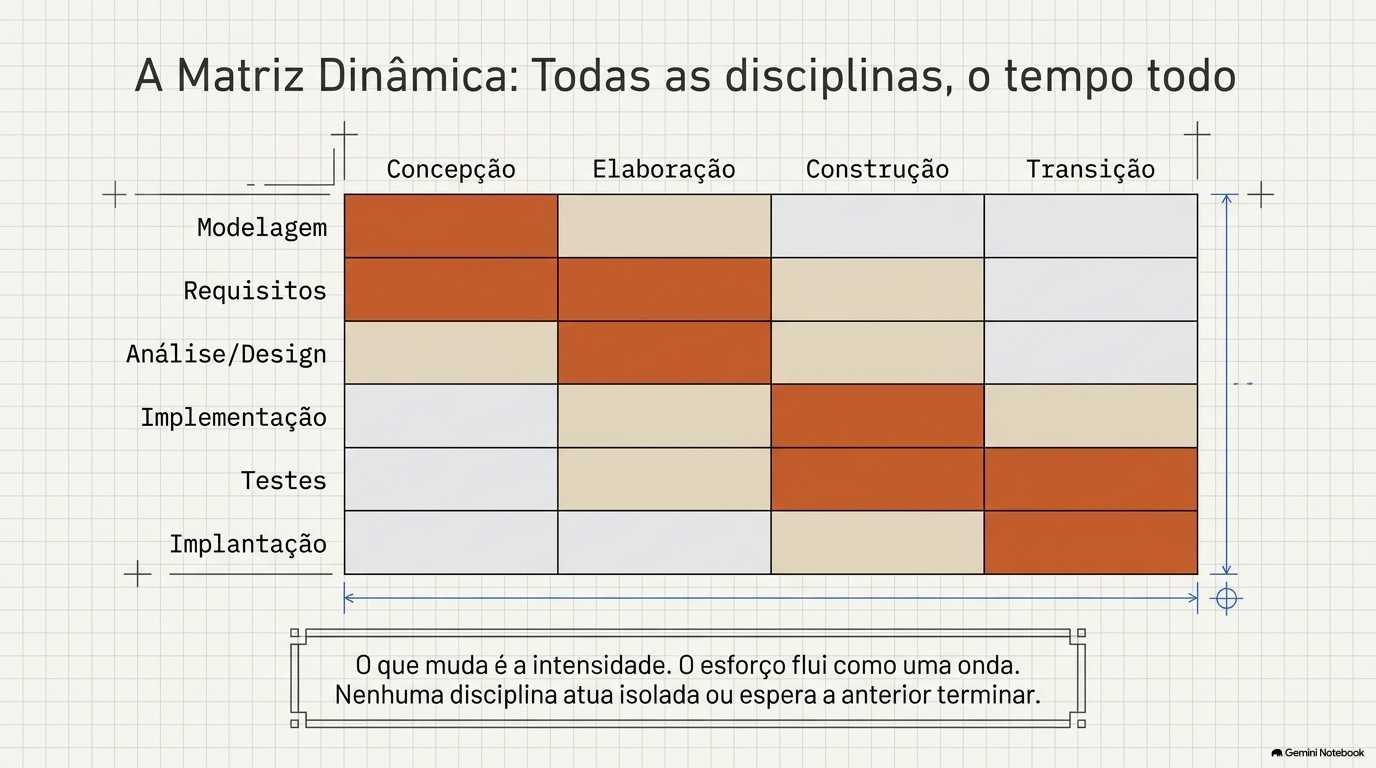 A Matriz Dinâmica: Todas as disciplinas, o tempo todo
Concepção Elaboração Construção Transição
Modelagem
Requisitos
Análise/Design
Implementação
Testes
Implantação
O que muda é a intensidade. O esforço flui como uma onda.
Nenhuma disciplina atua isolada ou espera a anterior terminar.
Gemini Notebook